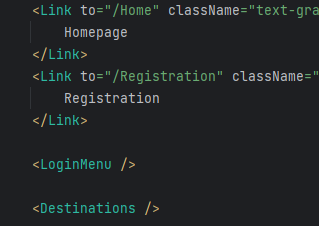 <Link to="/Home" className="text-gra
Homepage
</Link>
<Link to="/Registration" className="
Registration
</Link>
<LoginMenu />
<Destinations />